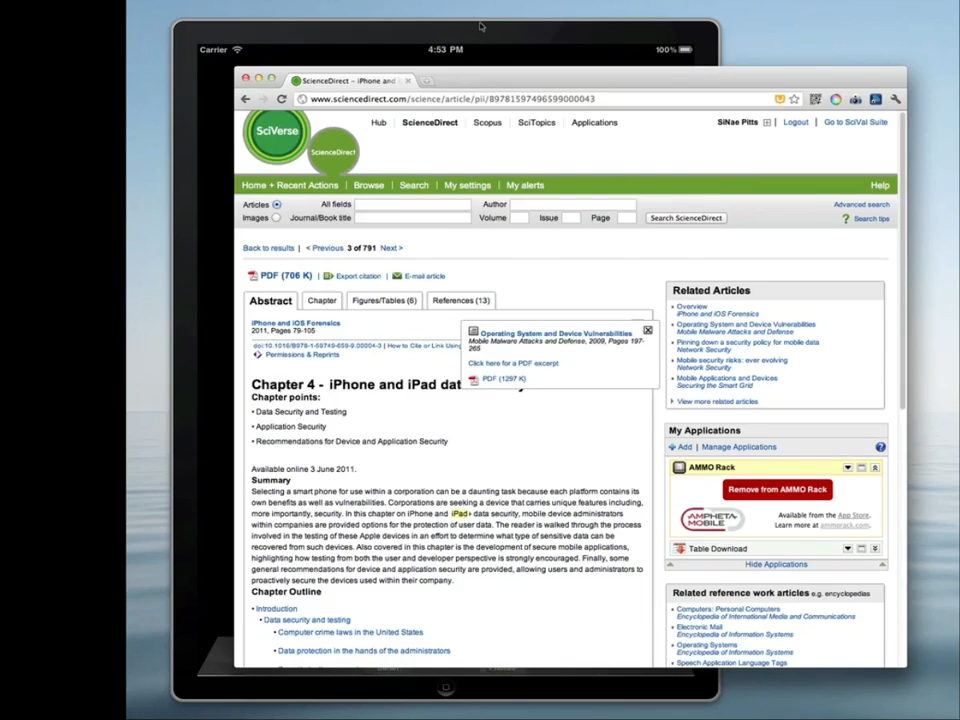 Carrier 4:53 PM 100%
ScienceDirect – iPhone and i
www.sciencedirect.com/science/article/pii/B9781597496599000043
SciVerse
ScienceDirect
Hub ScienceDirect Scopus SciTopics Applications
SiNae Pitts | Logout | Go to SciVal Suite
Home + Recent Actions | Browse | Search | My settings | My alerts Help
Articles All fields Author Advanced search
Images Journal/Book title Volume Issue Page Search ScienceDirect ? Search tips
Back to results | < Previous 3 of 791 Next >
PDF (706 K) | Export citation | E-mail article
Abstract Chapter Figures/Tables (6) References (13)
iPhone and iOS Forensics
2011, Pages 79-105
doi:10.1016/B978-1-59749-659-9.00004-3 | How to Cite or Link Using
Permissions & Reprints
Operating System and Device Vulnerabilities
Mobile Malware Attacks and Defense, 2009, Pages 197-
265
Click here for a PDF excerpt
PDF (1297 K)
Chapter 4 - iPhone and iPad dat
Chapter points:
• Data Security and Testing
• Application Security
• Recommendations for Device and Application Security
Available online 3 June 2011.
Summary
Selecting a smart phone for use within a corporation can be a daunting task because each platform contains its
own benefits as well as vulnerabilities. Corporations are seeking a device that carries unique features including,
more importantly, security. In this chapter on iPhone and iPad data security, mobile device administrators
within companies are provided options for the protection of user data. The reader is walked through the process
involved in the testing of these Apple devices in an effort to determine what type of sensitive data can be
recovered from such devices. Also covered in this chapter is the development of secure mobile applications,
highlighting how testing from both the user and developer perspective is strongly encouraged. Finally, some
general recommendations for device and application security are provided, allowing users and administrators to
proactively secure the devices used within their company.
Chapter Outline
• Introduction
• Data security and testing
• Computer crime laws in the United States
• Data protection in the hands of the administrators
Related Articles
Overview
iPhone and iOS Forensics
Operating System and Device Vulnerabilities
Mobile Malware Attacks and Defense
Pinning down a security policy for mobile data
Network Security
Mobile security risks: ever evolving
Network Security
Mobile Applications and Devices
Securing the Smart Grid
View more related articles
My Applications
Add | Manage Applications ?
AMMO Rack
Remove from AMMO Rack
AMPHETA MOBILE
Available from the App Store.
Learn more at ammorack.com.
Table Download
Hide Applications
Related reference work articles e.g. encyclopedias
Computers: Personal Computers
Encyclopedia of International Media and Communications
Electronic Mail
Encyclopedia of Information Systems
Operating Systems
Encyclopedia of Information Systems
Speech Application Language Tags